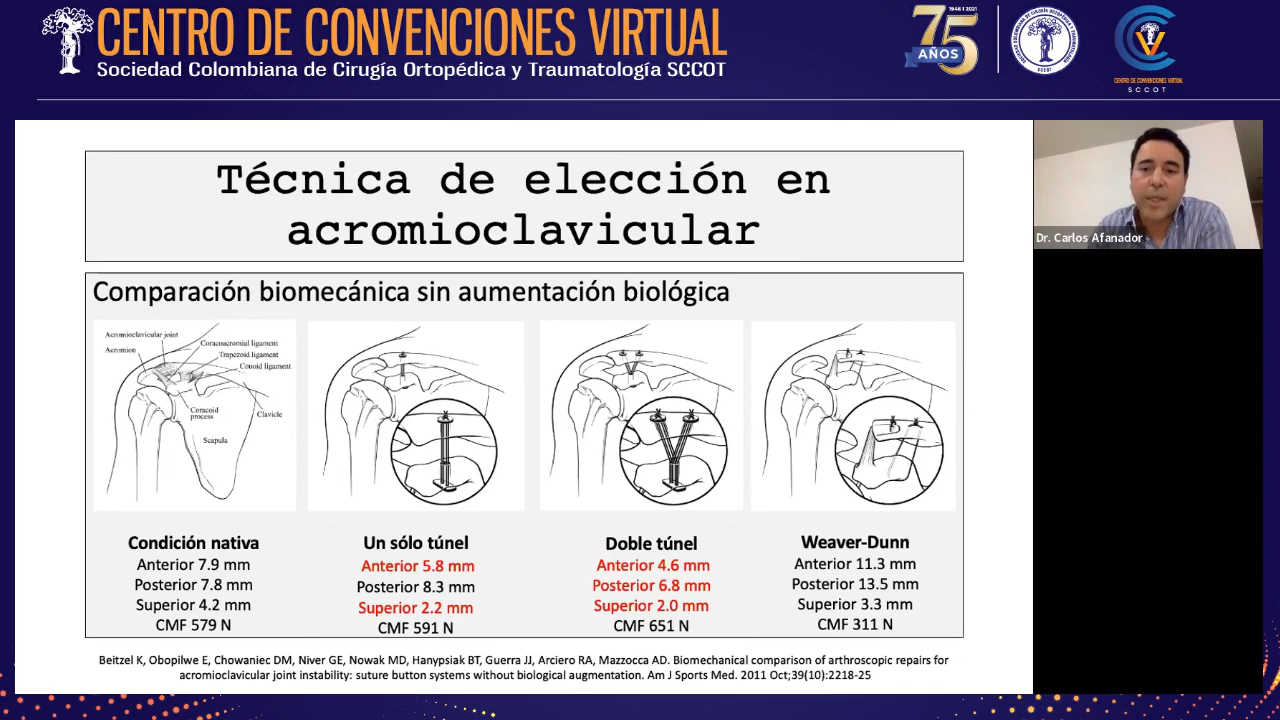 CENTRO DE CONVENCIONES VIRTUAL
Sociedad Colombiana de Cirugía Ortopédica y Traumatología SCCOT
1946 | 2021
75
AÑOS
CENTRO DE CONVENCIONES VIRTUAL
SCCOT
Técnica de elección en
acromioclavicular
Dr. Carlos Afanador
Comparación biomecánica sin aumentación biológica
Acromioclavicular joint
Acromion
Coracoacromial ligament
Trapezoid ligament
Conoid ligament
Coracoid
process
Clavicle
Scapula
Condición nativa
Anterior 7.9 mm
Posterior 7.8 mm
Superior 4.2 mm
CMF 579 N
Un sólo túnel
Anterior 5.8 mm
Posterior 8.3 mm
Superior 2.2 mm
CMF 591 N
Doble túnel
Anterior 4.6 mm
Posterior 6.8 mm
Superior 2.0 mm
CMF 651 N
Weaver-Dunn
Anterior 11.3 mm
Posterior 13.5 mm
Superior 3.3 mm
CMF 311 N
Beitzel K, Obopilwe E, Chowaniec DM, Niver GE, Nowak MD, Hanypsiak BT, Guerra JJ, Arciero RA, Mazzocca AD. Biomechanical comparison of arthroscopic repairs for
acromioclavicular joint instability: suture button systems without biological augmentation. Am J Sports Med. 2011 Oct;39(10):2218-25